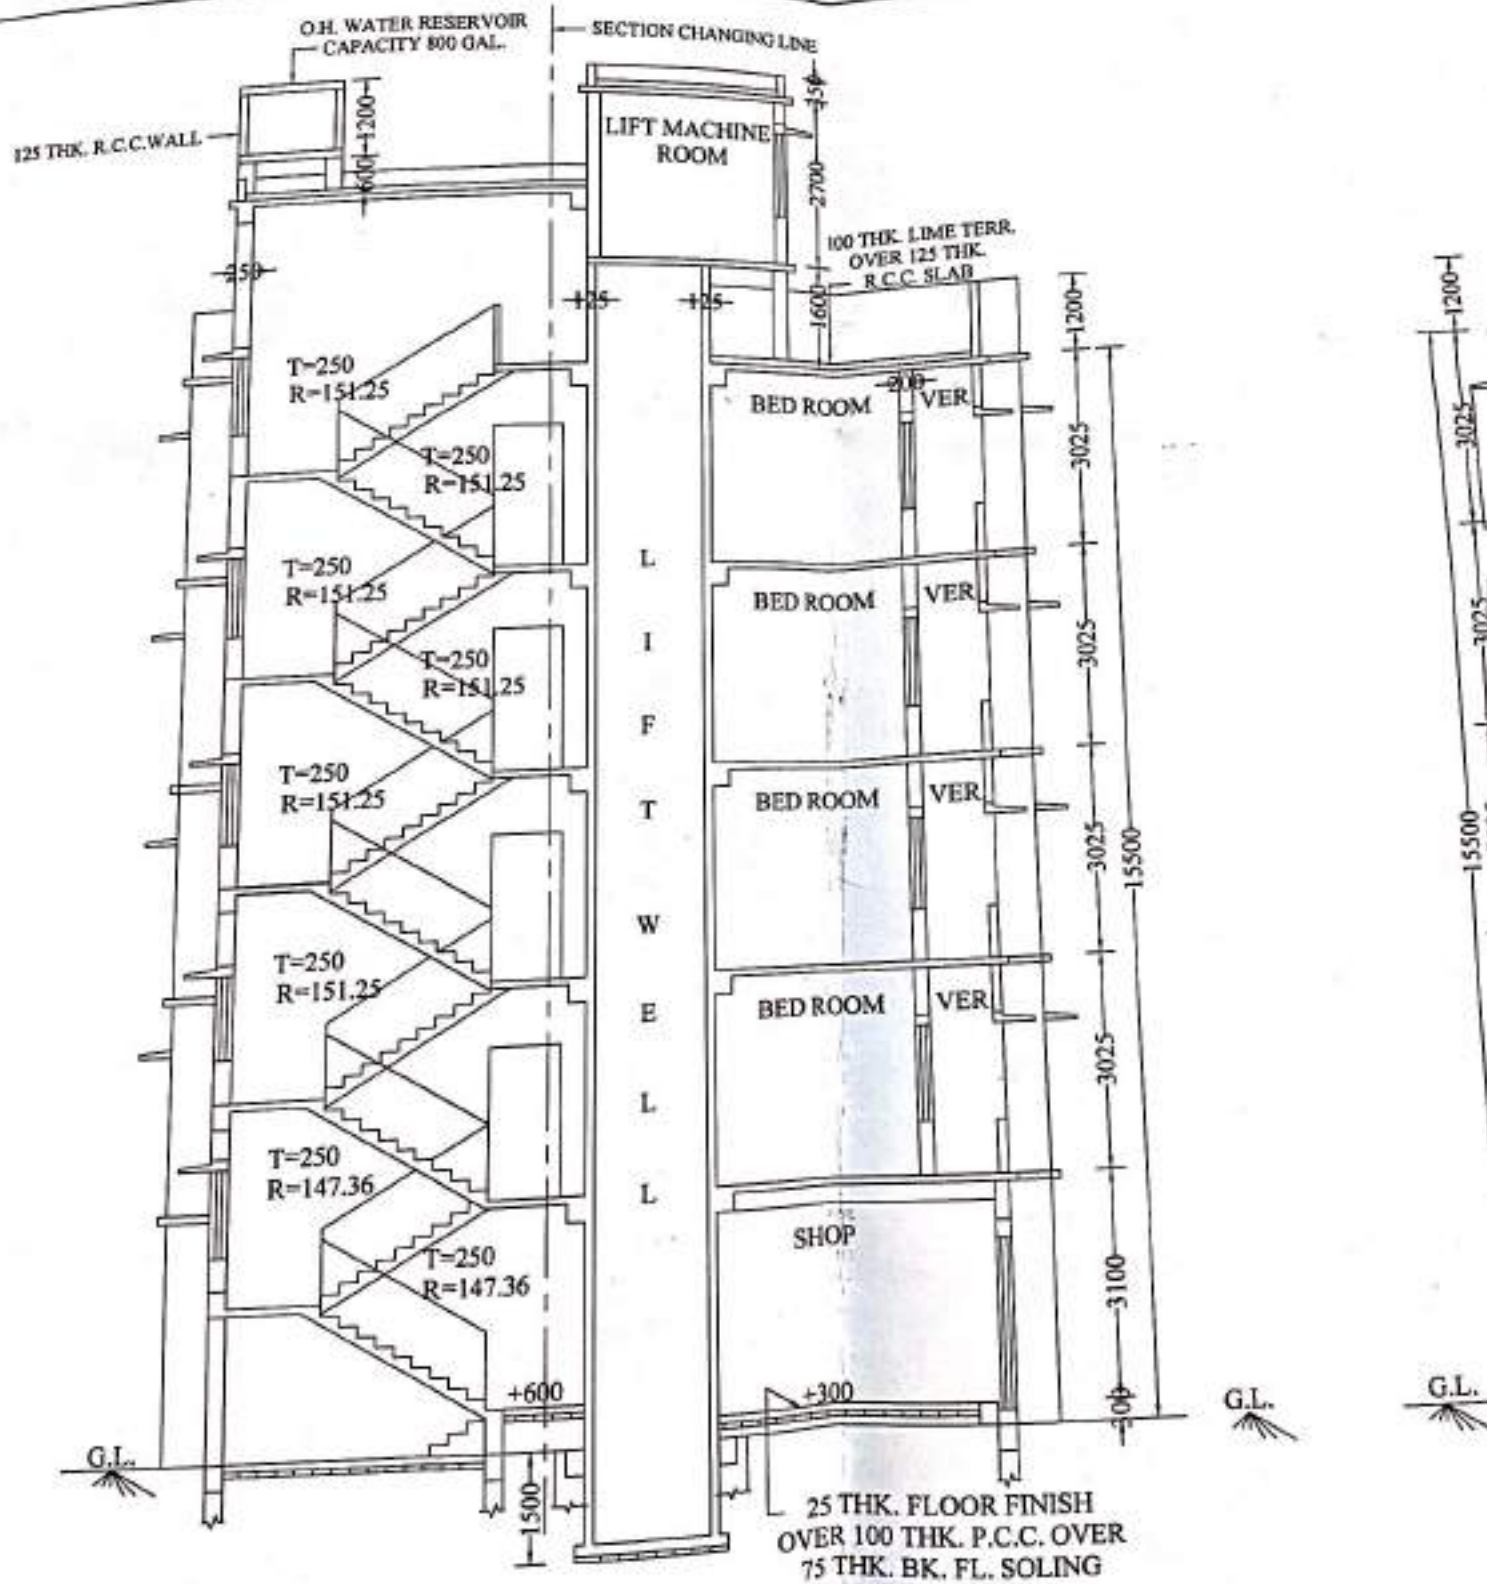 O.H. WATER RESERVOIR
CAPACITY 800 GAL.
SECTION CHANGING LINE
125 THK. R.C.C.WALL
1200
600
LIFT MACHINE
ROOM
2700
100 THK. LIME TERR.
OVER 125 THK.
R.C.C. SLAB
250
125
125
1600
1200
1200
T=250
R=151.25
BED ROOM
200
VER
T=250
R=151.25
3025
3025
T=250
R=151.25
BED ROOM
VER
T=250
R=151.25
3025
3025
T=250
R=151.25
BED ROOM
VER
3025
15500
15500
T=250
R=151.25
BED ROOM
VER
3025
L
I
F
T
W
E
L
L
T=250
R=147.36
SHOP
T=250
R=147.36
3100
+600
+300
300
G.L.
G.L.
G.L.
1500
25 THK. FLOOR FINISH
OVER 100 THK. P.C.C. OVER
75 THK. BK. FL. SOLING